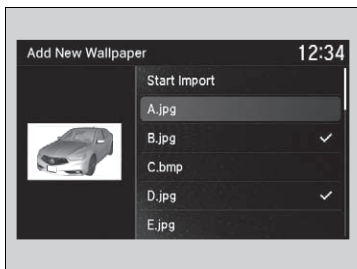 Add New Wallpaper 12:34
Start Import
A.jpg
B.jpg
C.bmp
D.jpg
E.jpg